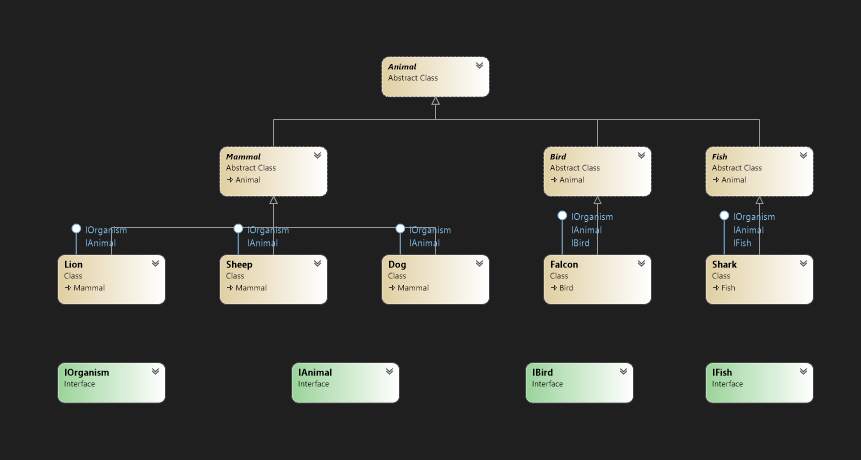 Animal
Abstract Class
Mammal
Abstract Class
Animal
Bird
Abstract Class
Animal
Fish
Abstract Class
Animal
IOrganism
IAnimal
IOrganism
IAnimal
IOrganism
IAnimal
IOrganism
IAnimal
IBird
IOrganism
IAnimal
IFish
Lion
Class
Mammal
Sheep
Class
Mammal
Dog
Class
Mammal
Falcon
Class
Bird
Shark
Class
Fish
IOrganism
Interface
IAnimal
Interface
IBird
Interface
IFish
Interface